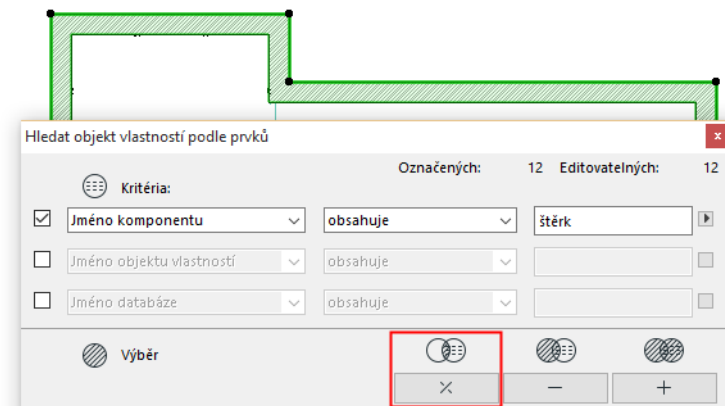 Hledat objekt vlastností podle prvků x
Označených: 12 Editovatelných: 12
Kritéria:
Jméno komponentu obsahuje štěrk
Jméno objektu vlastností obsahuje
Jméno databáze obsahuje
Výběr